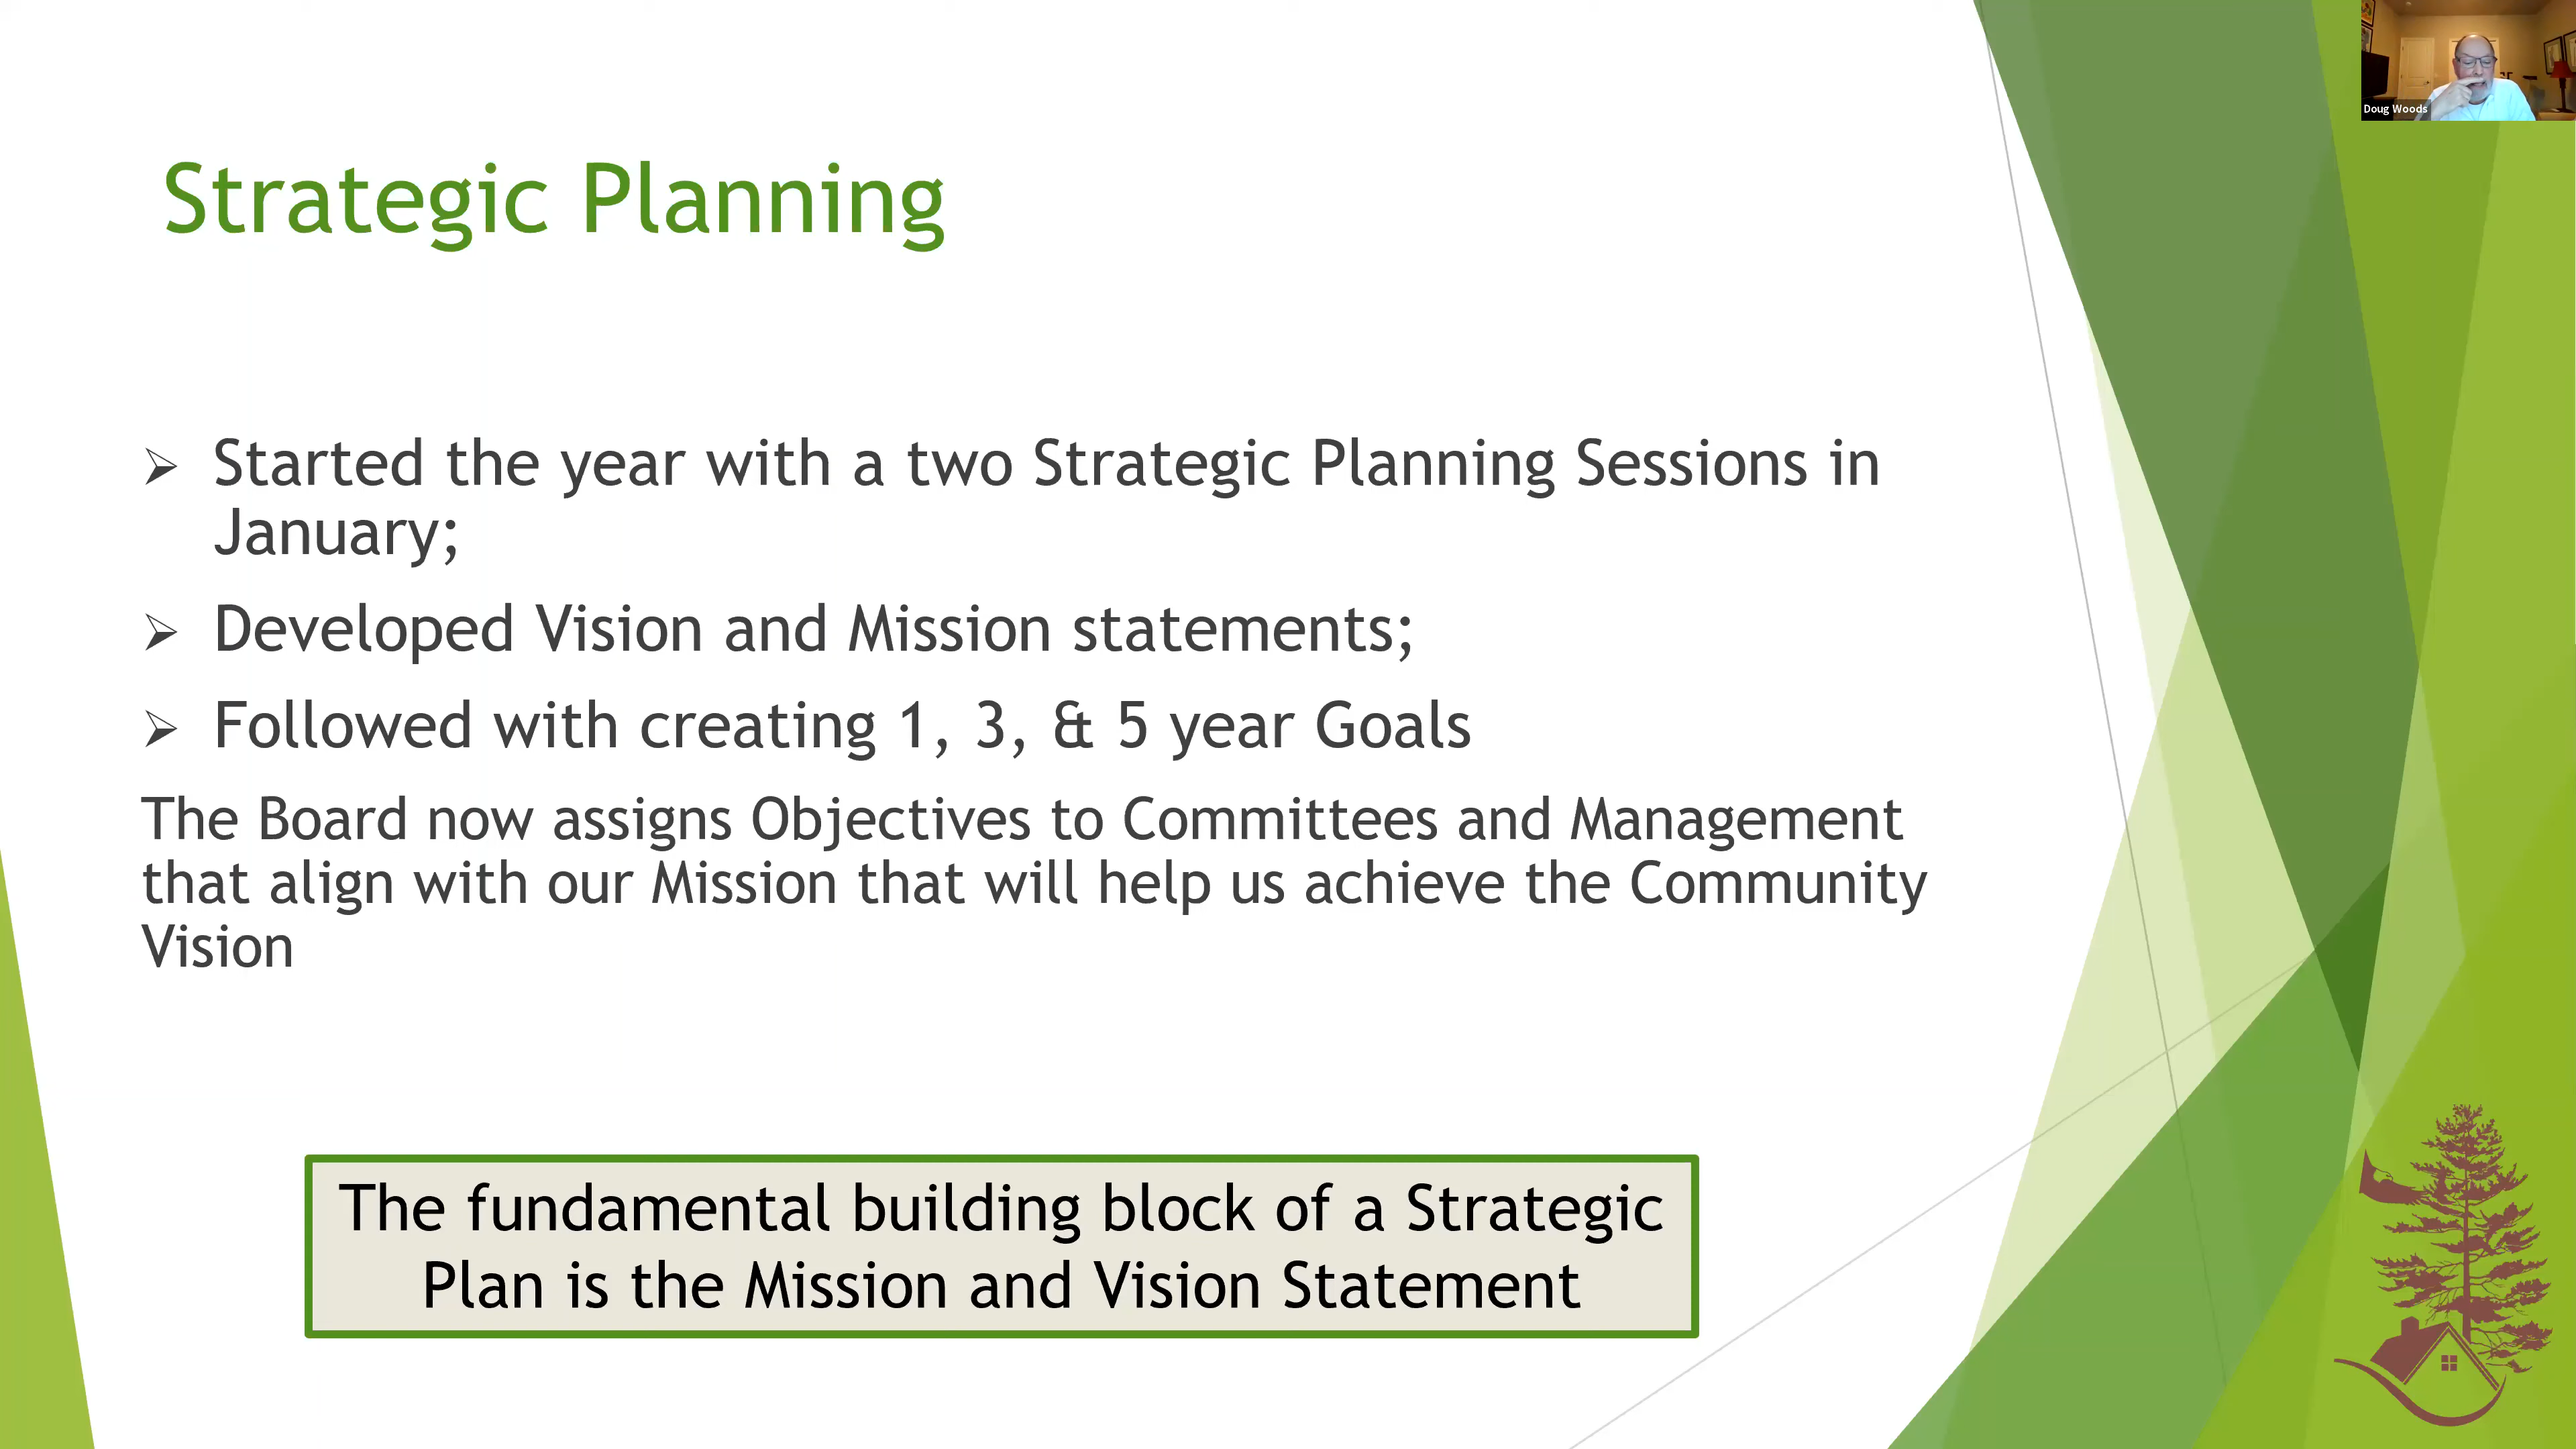 Doug Woods
Strategic Planning
➢ Started the year with a two Strategic Planning Sessions in
January;
➢ Developed Vision and Mission statements;
➢ Followed with creating 1, 3, & 5 year Goals
The Board now assigns Objectives to Committees and Management
that align with our Mission that will help us achieve the Community
Vision
The fundamental building block of a Strategic
Plan is the Mission and Vision Statement